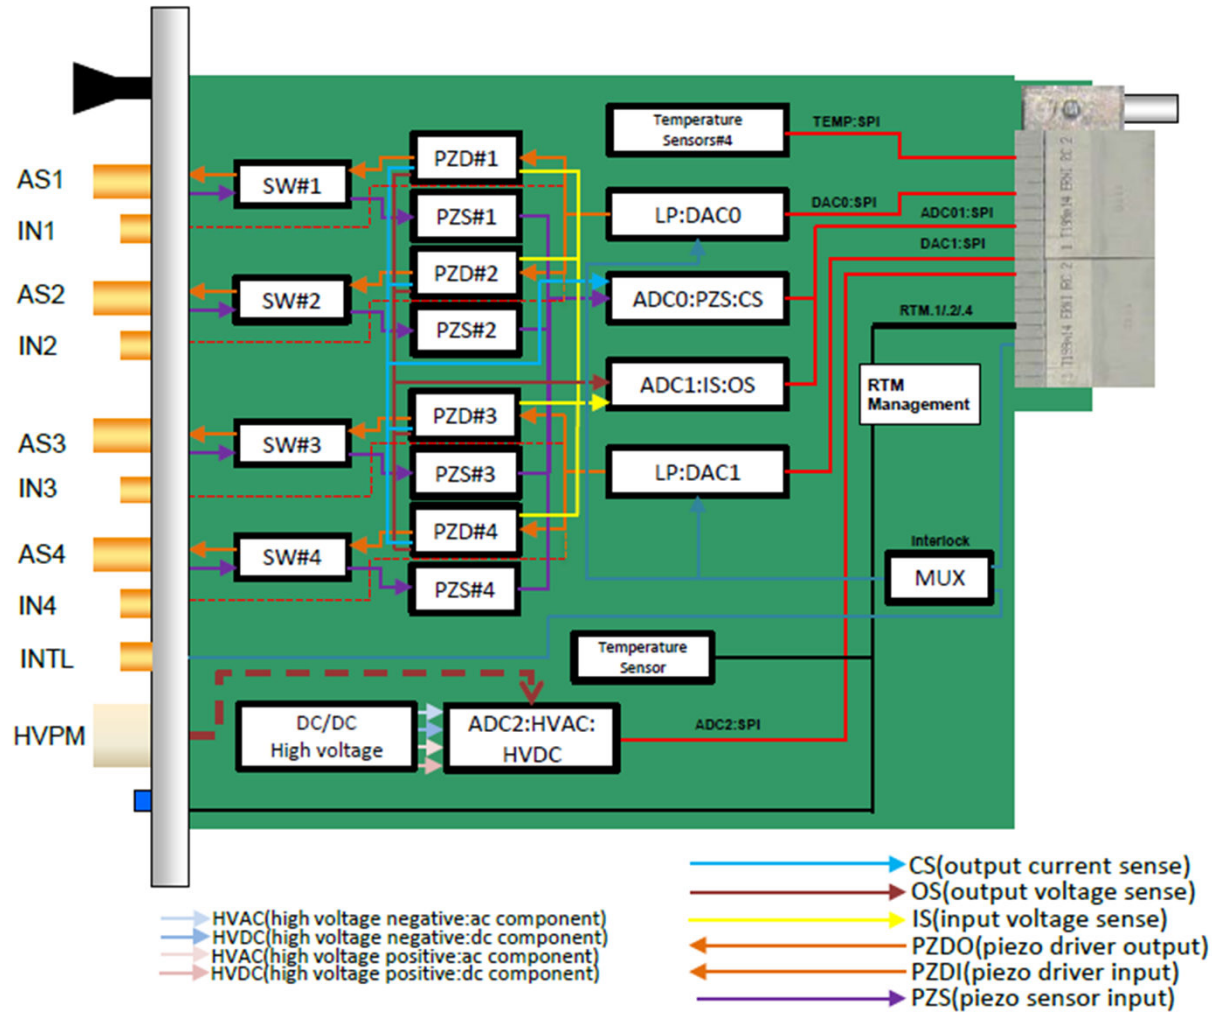 Temperature
Sensors#4
TEMP:SPI
PZD#1
AS1
SW#1
LP:DAC0
DAC0:SPI
PZS#1
ADC01:SPI
IN1
DAC1:SPI
PZD#2
AS2
SW#2
ADC0:PZS:CS
RTM.1/.2/.4
PZS#2
IN2
ADC1:IS:OS
RTM
Management
PZD#3
AS3
SW#3
LP:DAC1
PZS#3
IN3
PZD#4
Interlock
AS4
SW#4
MUX
PZS#4
IN4
INTL
Temperature
Sensor
HVPM
DC/DC
High voltage
ADC2:HVAC:
HVDC
ADC2:SPI
CS(output current sense)
OS(output voltage sense)
IS(input voltage sense)
PZDO(piezo driver output)
PZDI(piezo driver input)
PZS(piezo sensor input)
HVAC(high voltage negative:ac component)
HVDC(high voltage negative:dc component)
HVAC(high voltage positive:ac component)
HVDC(high voltage positive:dc component)